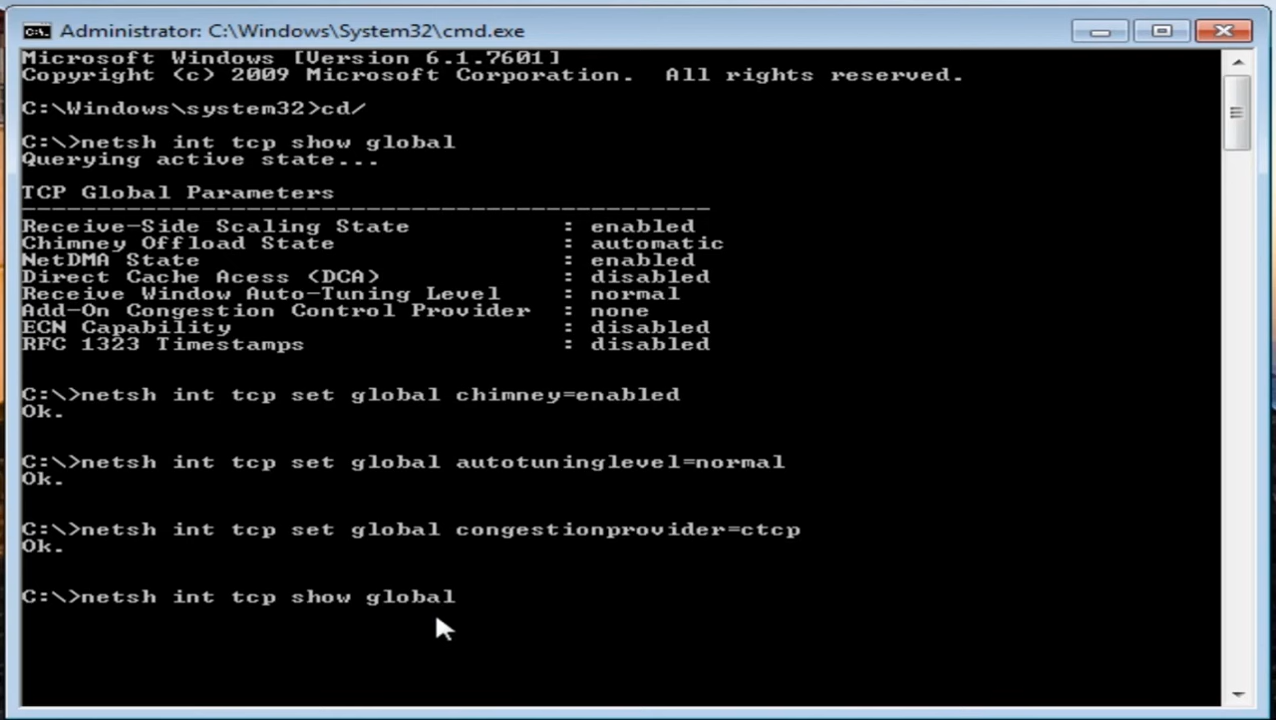 Administrator: C:\Windows\System32\cmd.exe
Microsoft Windows [Version 6.1.7601]
Copyright (c) 2009 Microsoft Corporation.  All rights reserved.
C:\Windows\system32>cd/
C:\>netsh int tcp show global
Querying active state...
TCP Global Parameters
----------------------------------------------
Receive-Side Scaling State          : enabled
Chimney Offload State               : automatic
NetDMA State                        : enabled
Direct Cache Acess (DCA)            : disabled
Receive Window Auto-Tuning Level    : normal
Add-On Congestion Control Provider  : none
ECN Capability                      : disabled
RFC 1323 Timestamps                 : disabled
C:\>netsh int tcp set global chimney=enabled
Ok.
C:\>netsh int tcp set global autotuninglevel=normal
Ok.
C:\>netsh int tcp set global congestionprovider=ctcp
Ok.
C:\>netsh int tcp show global